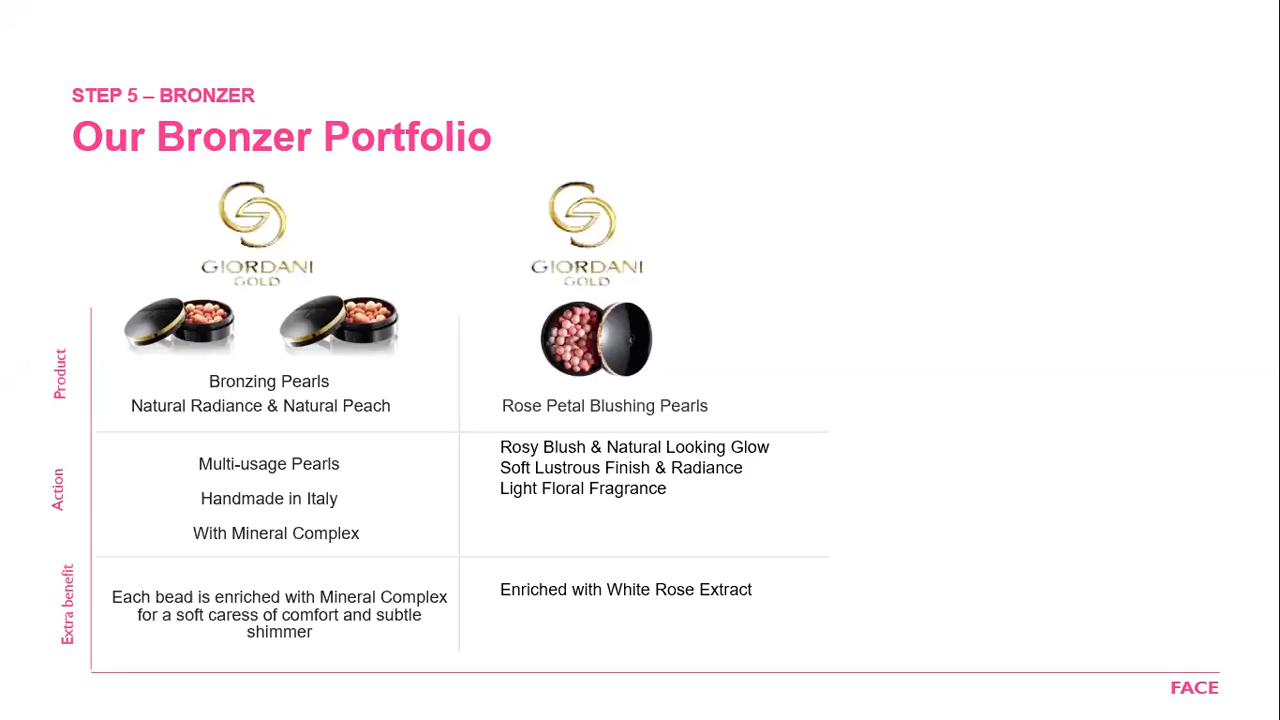 STEP 5 – BRONZER
Our Bronzer Portfolio
GIORDANI
GOLD
GIORDANI
GOLD
Product
Bronzing Pearls
Natural Radiance & Natural Peach
Rose Petal Blushing Pearls
Action
Multi-usage Pearls
Handmade in Italy
With Mineral Complex
Rosy Blush & Natural Looking Glow
Soft Lustrous Finish & Radiance
Light Floral Fragrance
Extra benefit
Each bead is enriched with Mineral Complex
for a soft caress of comfort and subtle
shimmer
Enriched with White Rose Extract
FACE